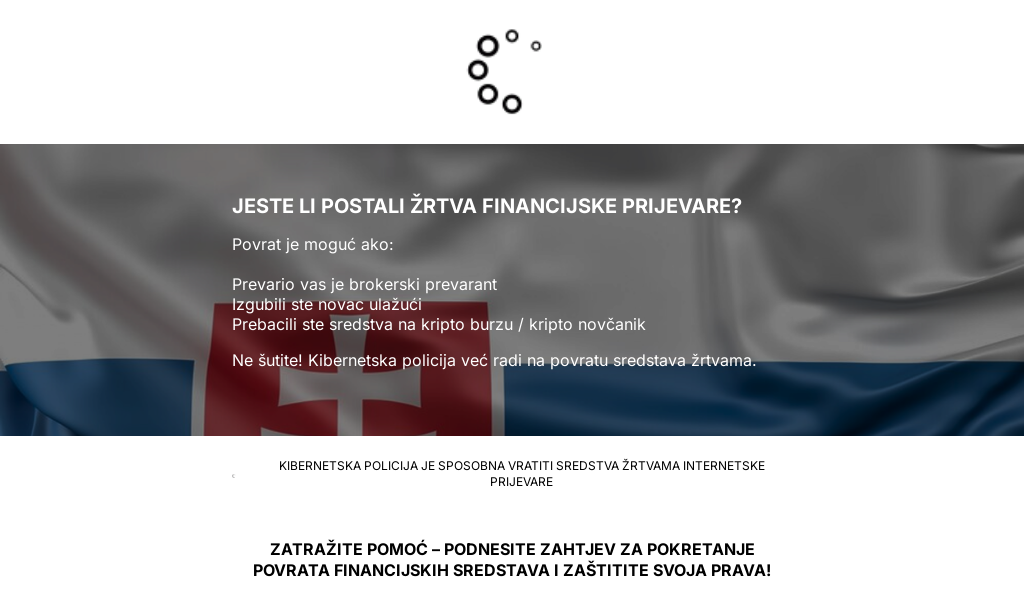 JESTE LI POSTALI ŽRTVA FINANCIJSKE PRIJEVARE?
Povrat je moguć ako:
Prevario vas je brokerski prevarant
Izgubili ste novac ulažući
Prebacili ste sredstva na kripto burzu / kripto novčanik
Ne šutite! Kibernetska policija već radi na povratu sredstava žrtvama.
KIBERNETSKA POLICIJA JE SPOSOBNA VRATITI SREDSTVA ŽRTVAMA INTERNETSKE
PRIJEVARE
ZATRAŽITE POMOĆ – PODNESITE ZAHTJEV ZA POKRETANJE
POVRATA FINANCIJSKIH SREDSTAVA I ZAŠTITITE SVOJA PRAVA!